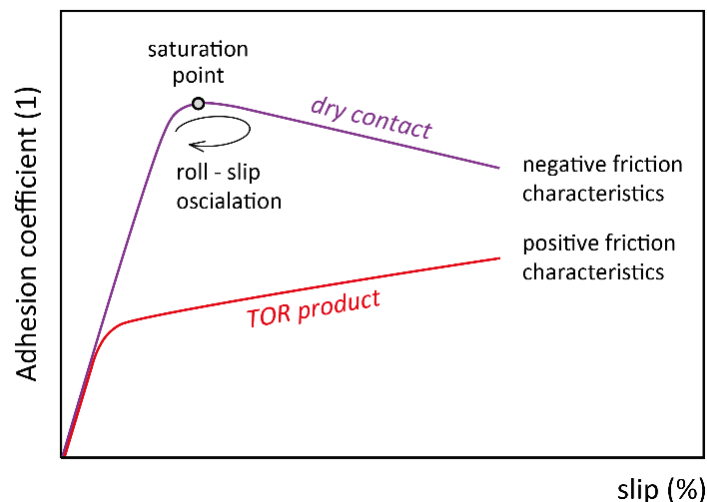 saturation
point
dry contact
roll - slip
oscialation
negative friction
characteristics
positive friction
characteristics
TOR product
Adhesion coefficient (1)
slip (%)